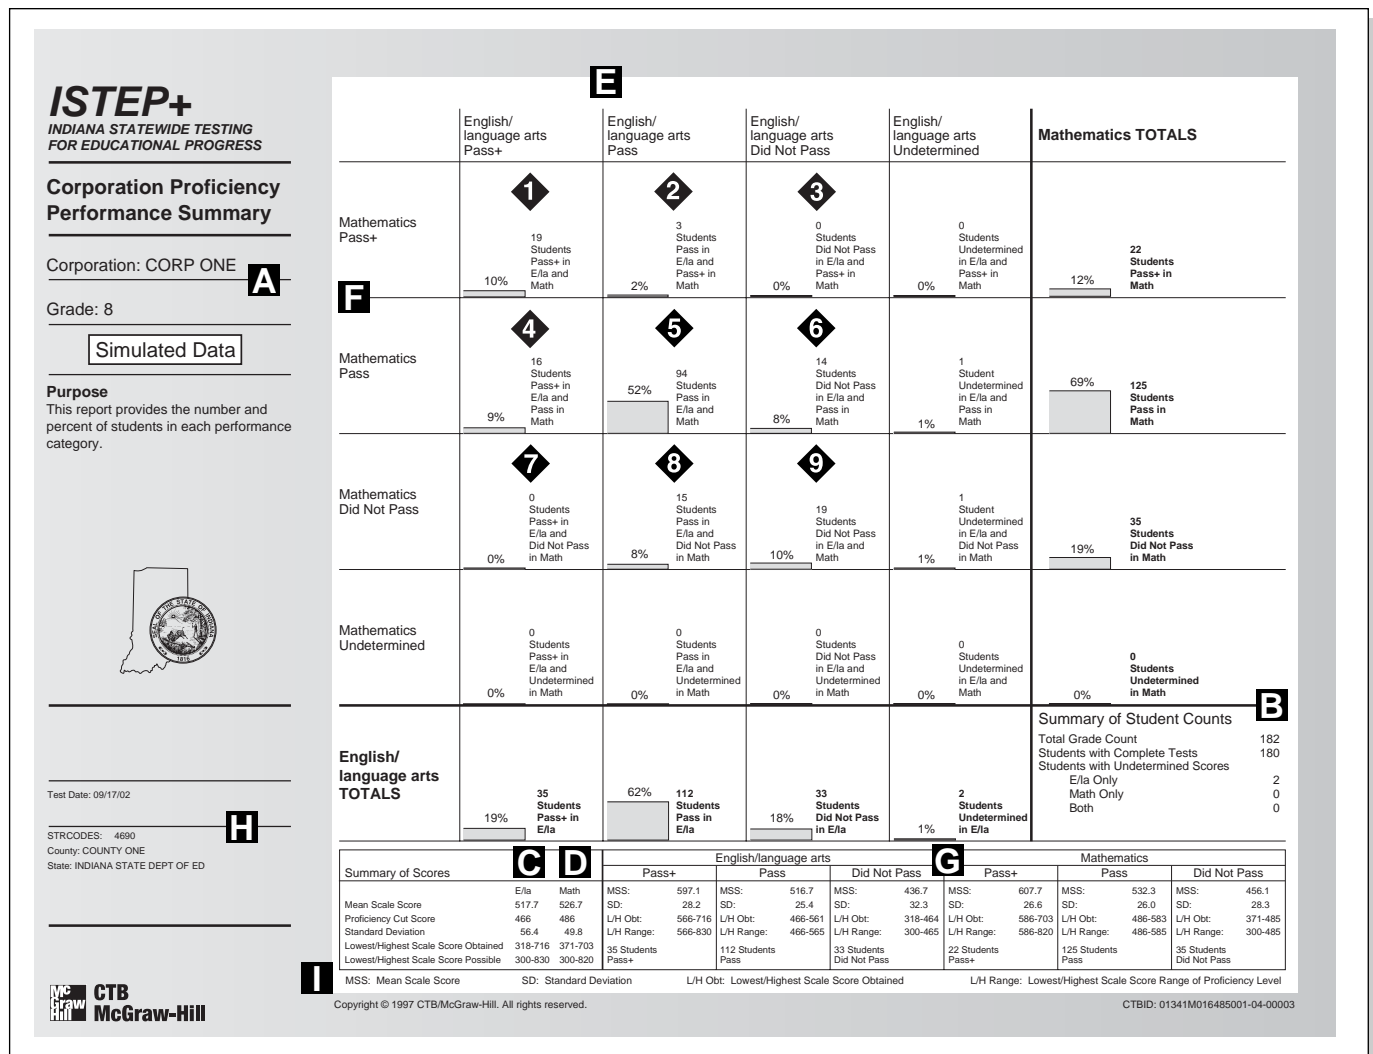 E
ISTEP+
INDIANA STATEWIDE TESTING
FOR EDUCATIONAL PROGRESS
Corporation Proficiency
Performance Summary
Corporation: CORP ONE
A
Grade: 8
Simulated Data
Purpose
This report provides the number and
percent of students in each performance
category.
SEAL OF THE STATE OF INDIANA
1816
Test Date: 09/17/02
H
STRCODES: 4690
County: COUNTY ONE
State: INDIANA STATE DEPT OF ED
Mc
Graw
Hill
CTB
McGraw-Hill
English/
language arts
Pass+
English/
language arts
Pass
English/
language arts
Did Not Pass
English/
language arts
Undetermined
Mathematics TOTALS
F
Mathematics
Pass+
1
19
Students
Pass+ in
E/la and
Math
10%
2
3
Students
Pass in
E/la and
Pass+ in
Math
2%
3
0
Students
Did Not Pass
in E/la and
Pass+ in
Math
0%
0
Students
Undetermined
in E/la and
Pass+ in
Math
0%
22
Students
Pass+ in
Math
12%
Mathematics
Pass
4
16
Students
Pass+ in
E/la and
Pass in
Math
9%
5
94
Students
Pass in
E/la and
Math
52%
6
14
Students
Did Not Pass
in E/la and
Pass in
Math
8%
1
Student
Undetermined
in E/la and
Pass in
Math
1%
69%
125
Students
Pass in
Math
Mathematics
Did Not Pass
7
0
Students
Pass+ in
E/la and
Did Not Pass
in Math
0%
8
15
Students
Pass in
E/la and
Did Not Pass
in Math
8%
9
19
Students
Did Not Pass
in E/la and
Math
10%
1
Student
Undetermined
in E/la and
Did Not Pass
in Math
1%
35
Students
Did Not Pass
in Math
19%
Mathematics
Undetermined
0
Students
Pass+ in
E/la and
Undetermined
in Math
0%
0
Students
Pass in
E/la and
Undetermined
in Math
0%
0
Students
Did Not Pass
in E/la and
Undetermined
in Math
0%
0
Students
Undetermined
in E/la and
Math
0%
0
Students
Undetermined
in Math
0%
English/
language arts
TOTALS
35
Students
Pass+ in
E/la
19%
62%
112
Students
Pass in
E/la
33
Students
Did Not Pass
in E/la
18%
2
Students
Undetermined
in E/la
1%
B
Summary of Student Counts
Total Grade Count 182
Students with Complete Tests 180
Students with Undetermined Scores
E/la Only 2
Math Only 0
Both 0
C D G
English/language arts Mathematics
Summary of Scores Pass+ Pass Did Not Pass Pass+ Pass Did Not Pass
E/la Math MSS: 597.1 MSS: 516.7 MSS: 436.7 MSS: 607.7 MSS: 532.3 MSS: 456.1
Mean Scale Score 517.7 526.7 SD: 28.2 SD: 25.4 SD: 32.3 SD: 26.6 SD: 26.0 SD: 28.3
Proficiency Cut Score 466 486 L/H Obt: 566-716 L/H Obt: 466-561 L/H Obt: 318-464 L/H Obt: 586-703 L/H Obt: 486-583 L/H Obt: 371-485
Standard Deviation 56.4 49.8 L/H Range: 566-830 L/H Range: 466-565 L/H Range: 300-465 L/H Range: 586-820 L/H Range: 486-585 L/H Range: 300-485
Lowest/Highest Scale Score Obtained 318-716 371-703 35 Students 112 Students 33 Students 22 Students 125 Students 35 Students
Lowest/Highest Scale Score Possible 300-830 300-820 Pass+ Pass Did Not Pass Pass+ Pass Did Not Pass
I
MSS: Mean Scale Score SD: Standard Deviation L/H Obt: Lowest/Highest Scale Score Obtained L/H Range: Lowest/Highest Scale Score Range of Proficiency Level
Copyright © 1997 CTB/McGraw-Hill. All rights reserved. CTBID: 01341M016485001-04-00003